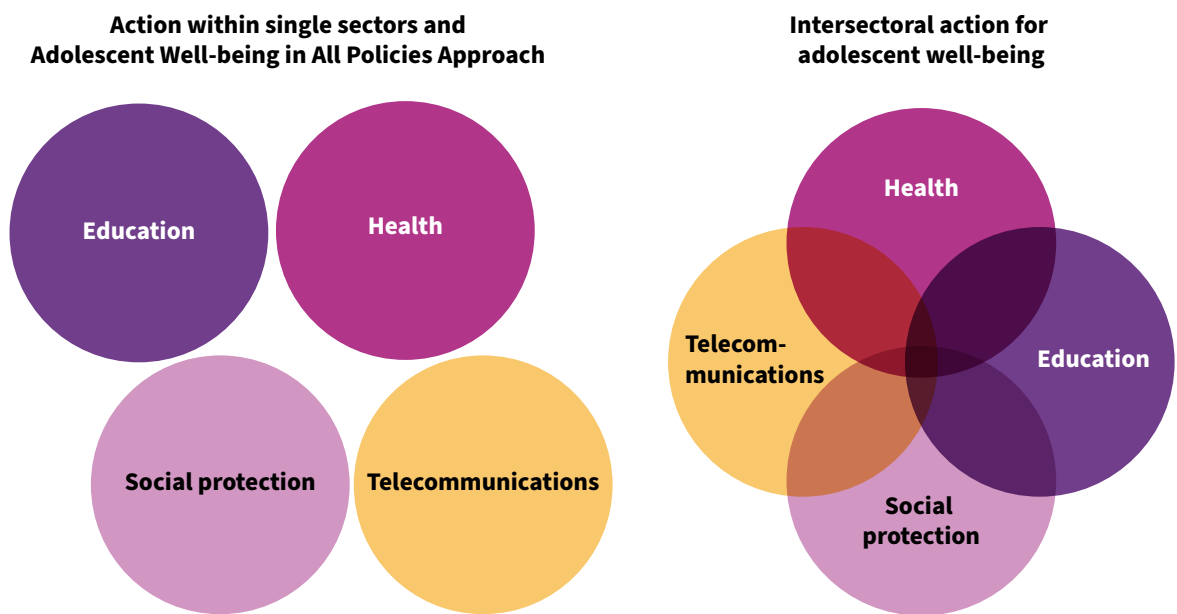 Action within single sectors and
Adolescent Well-being in All Policies Approach
Education
Health
Social protection
Telecommunications
Intersectoral action for
adolescent well-being
Health
Telecom-
munications
Education
Social
protection